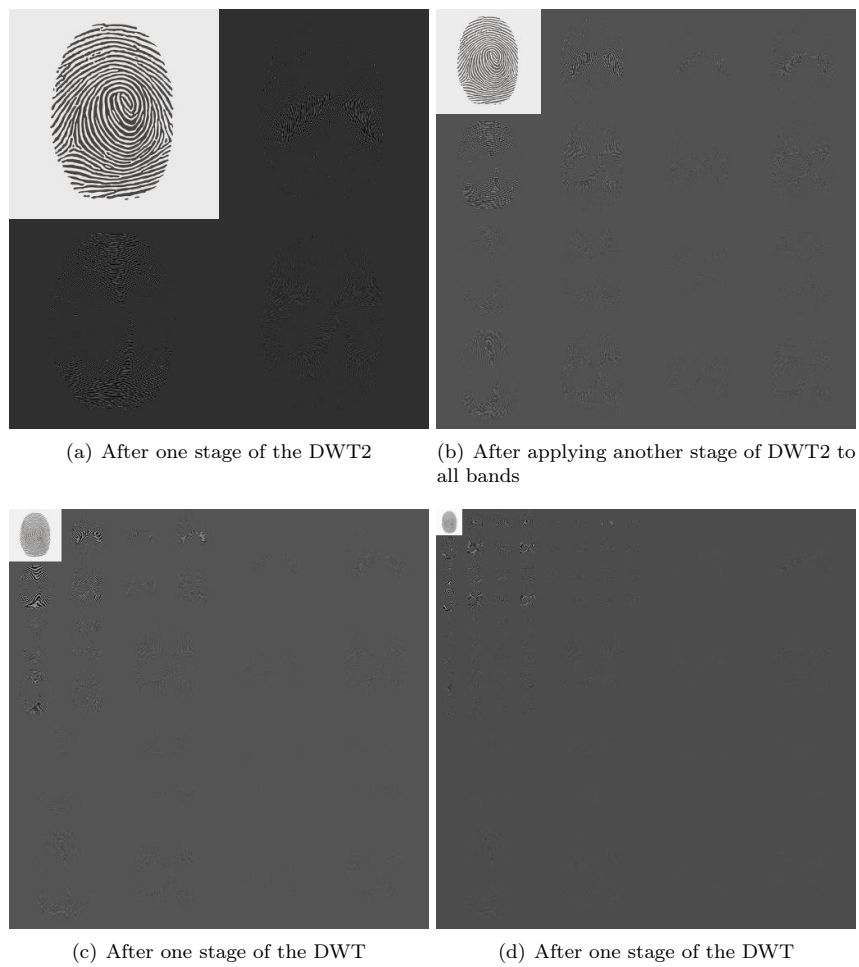 (a) After one stage of the DWT2
(b) After applying another stage of DWT2 to
all bands
(c) After one stage of the DWT
(d) After one stage of the DWT